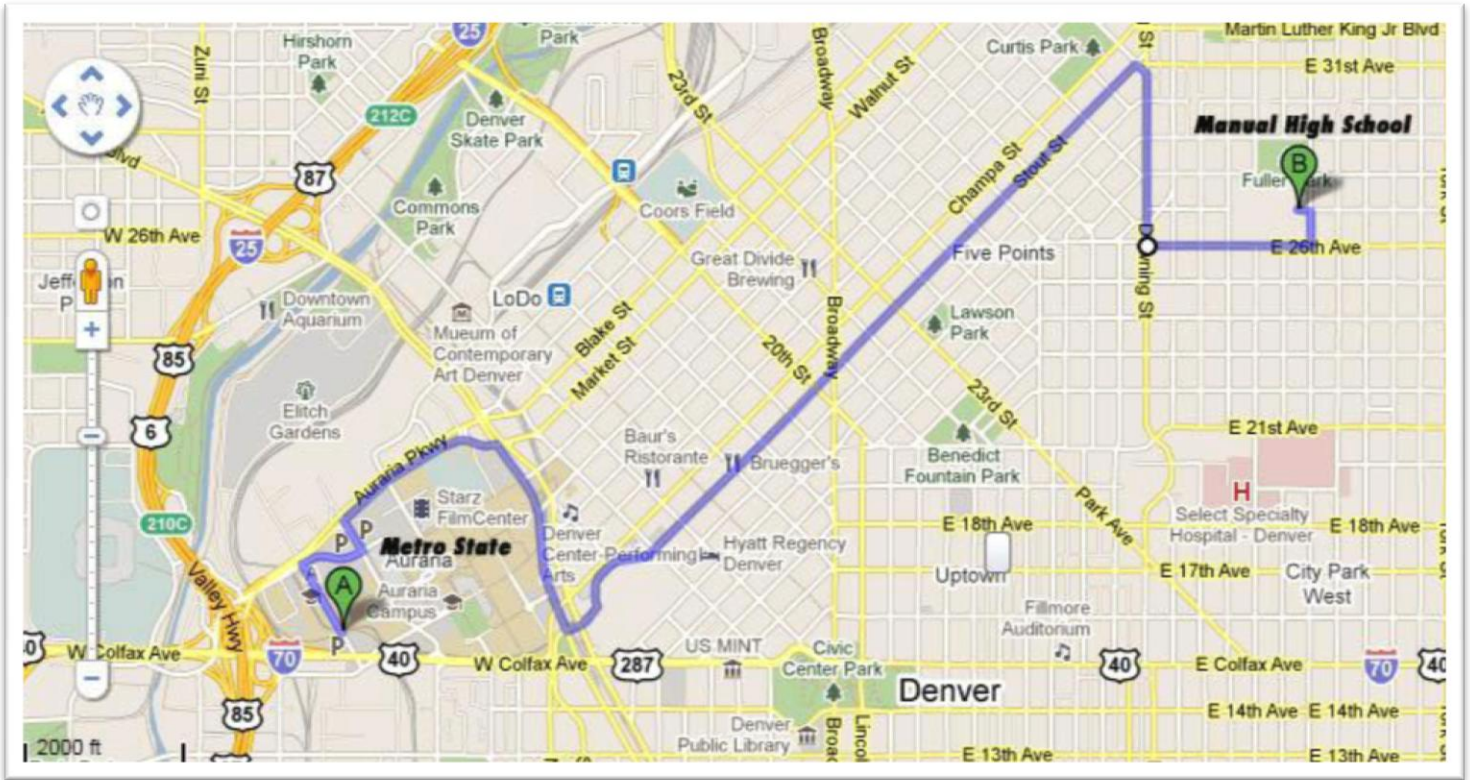 Martin Luther King Jr Blvd
25
Park
Hirshorn
Park
Zuni St
Curtis Park
St
E 31st Ave
Broadway
Walnut St
23rd St
212C
Denver
Skate Park
Manual High School
B
Blvd
87
Champa St
Stout St
Fuller Park
Commons
Park
Coors Field
W 26th Ave
25
Great Divide
Brewing
Five Points
E 26th Ave
LoDo
Downtown
Aquarium
Museum of
Contemporary
Art Denver
Blake St
Market St
Broadway
Lawson
Park
20th St
85
Elitch
Gardens
6
23rd St
E 21st Ave
Baur's
Ristorante
Bruegger's
Benedict
Fountain Park
Auraria Pkwy
Starz
FilmCenter
H
Select Specialty
Hospital - Denver
Park Ave
210C
P
P
E 18th Ave
E 18th Ave
Metro State
Auraria
Denver
Center-Performing
Arts
Hyatt Regency
Denver
Uptown
E 17th Ave
City Park
West
A
Auraria
Campus
Valley Hwy
Fillmore
Auditorium
P
US MINT
Civic
Center Park
W Colfax Ave
70
40
W Colfax Ave
287
40
E Colfax Ave
70
40
Denver
85
E 14th Ave
E 14th Ave
Denver
Public Library
Lincol
2000 ft
E 13th Ave
E 13th Ave